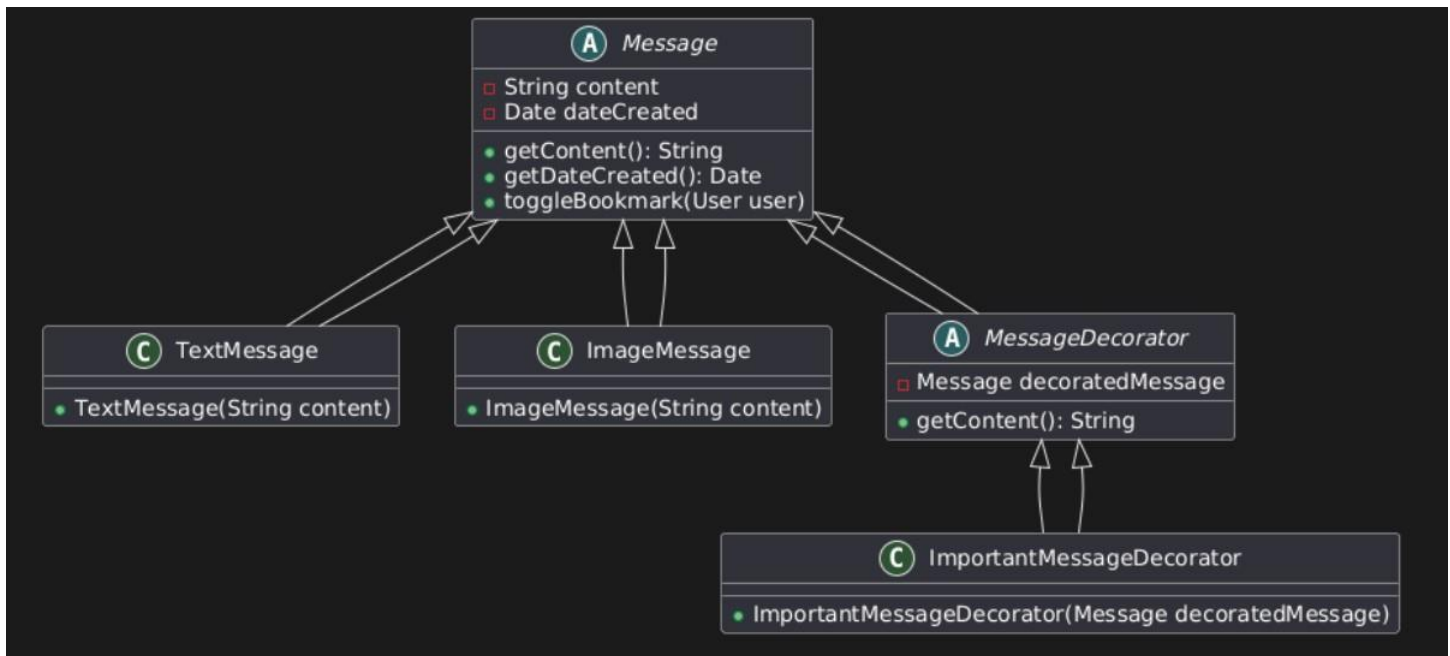 A Message
String content
Date dateCreated
getContent(): String
getDateCreated(): Date
toggleBookmark(User user)
C TextMessage
TextMessage(String content)
C ImageMessage
ImageMessage(String content)
A MessageDecorator
Message decoratedMessage
getContent(): String
C ImportantMessageDecorator
ImportantMessageDecorator(Message decoratedMessage)